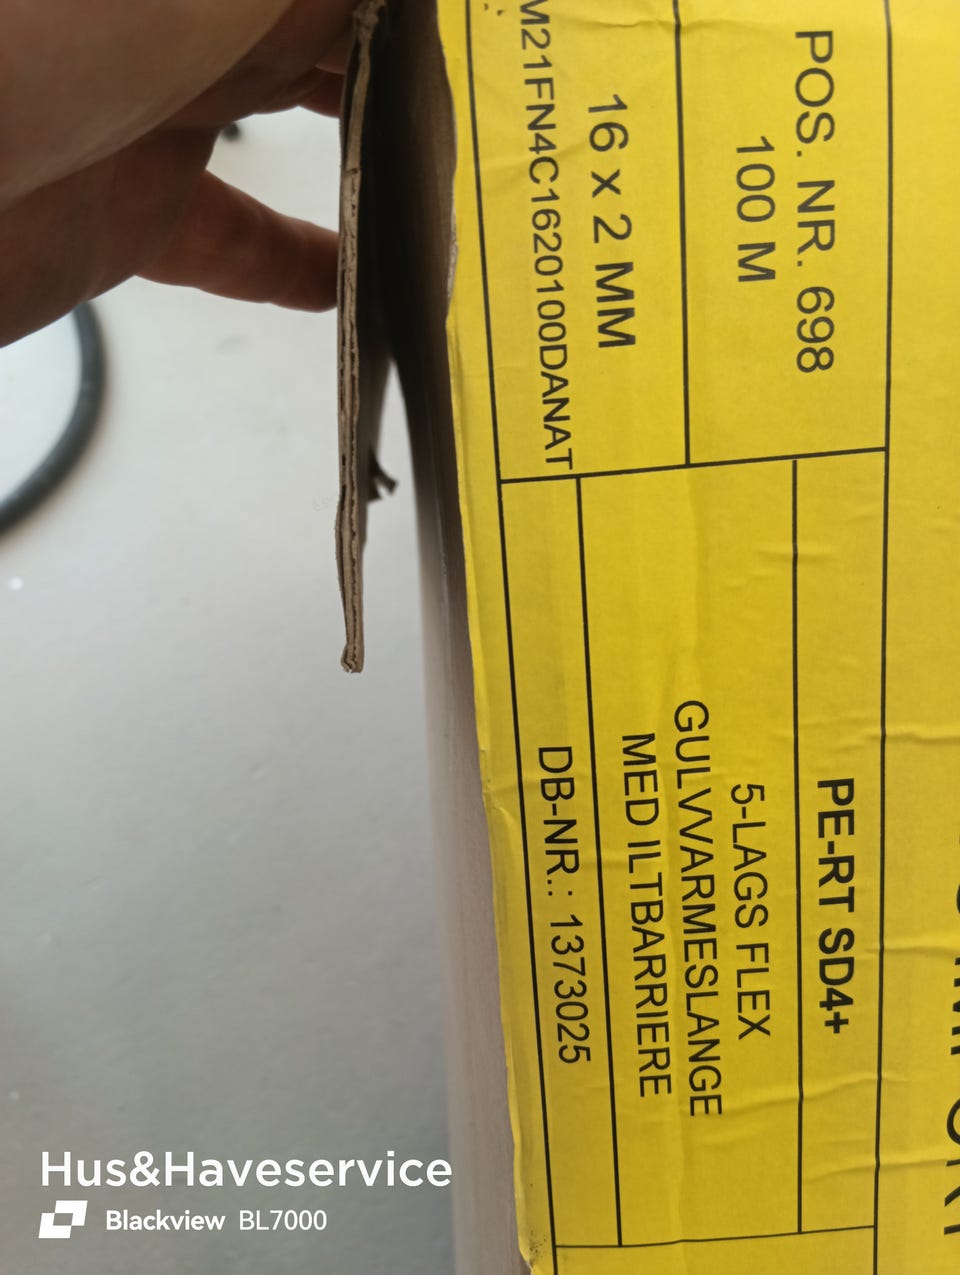 POS. NR. 698
100 M
16 x 2 MM
M21FN4C1620100DANAT
PE-RT SD4+
5-LAGS FLEX
GULVVARMESLANGE
MED ILTBARRIERE
DB-NR.: 1373025
Hus&Haveservice
Blackview BL7000